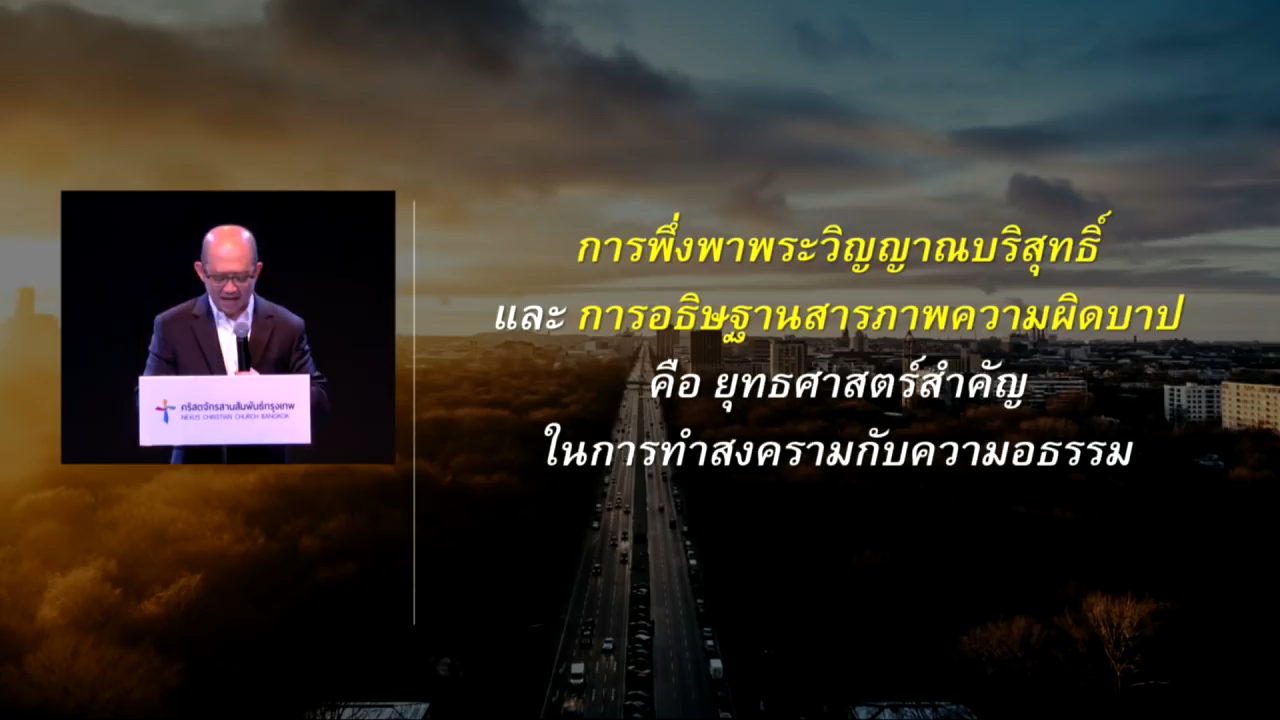 คริสตจักรสานสัมพันธ์กรุงเทพ
NEXUS CHRISTIAN CHURCH BANGKOK
การพึ่งพาพระวิญญาณบริสุทธิ์
และ การอธิษฐานสารภาพความผิดบาป
คือ ยุทธศาสตร์สำคัญ
ในการทำสงครามกับความอธรรม